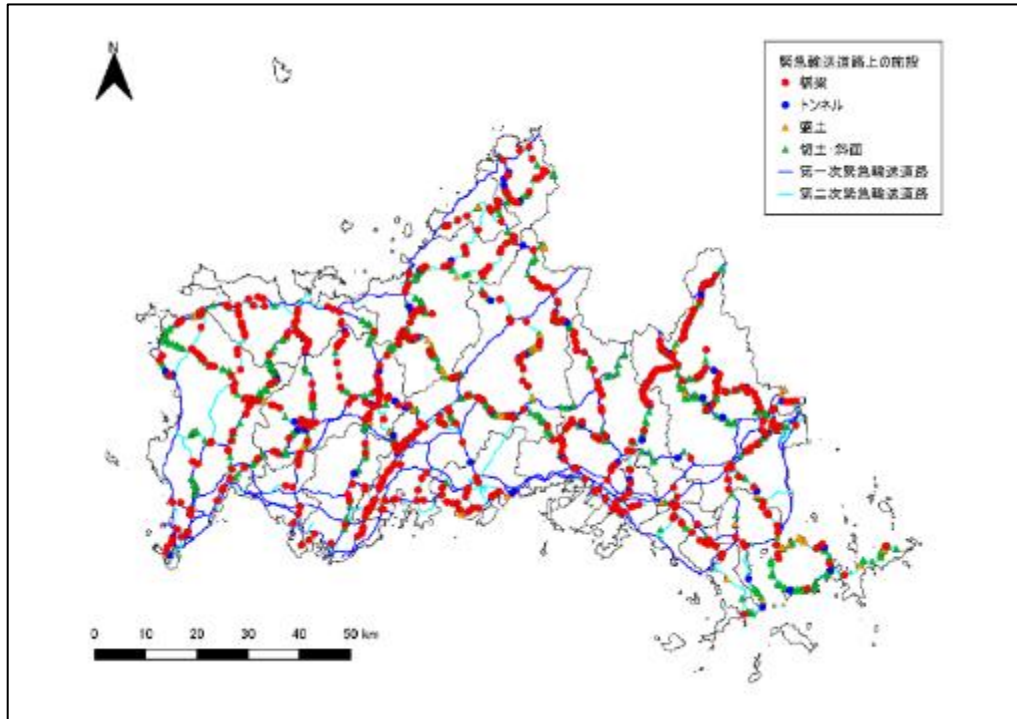 N
緊急輸送道路上の施設
橋梁
トンネル
盛土
切土・斜面
第一次緊急輸送道路
第二次緊急輸送道路
0 10 20 30 40 50 km